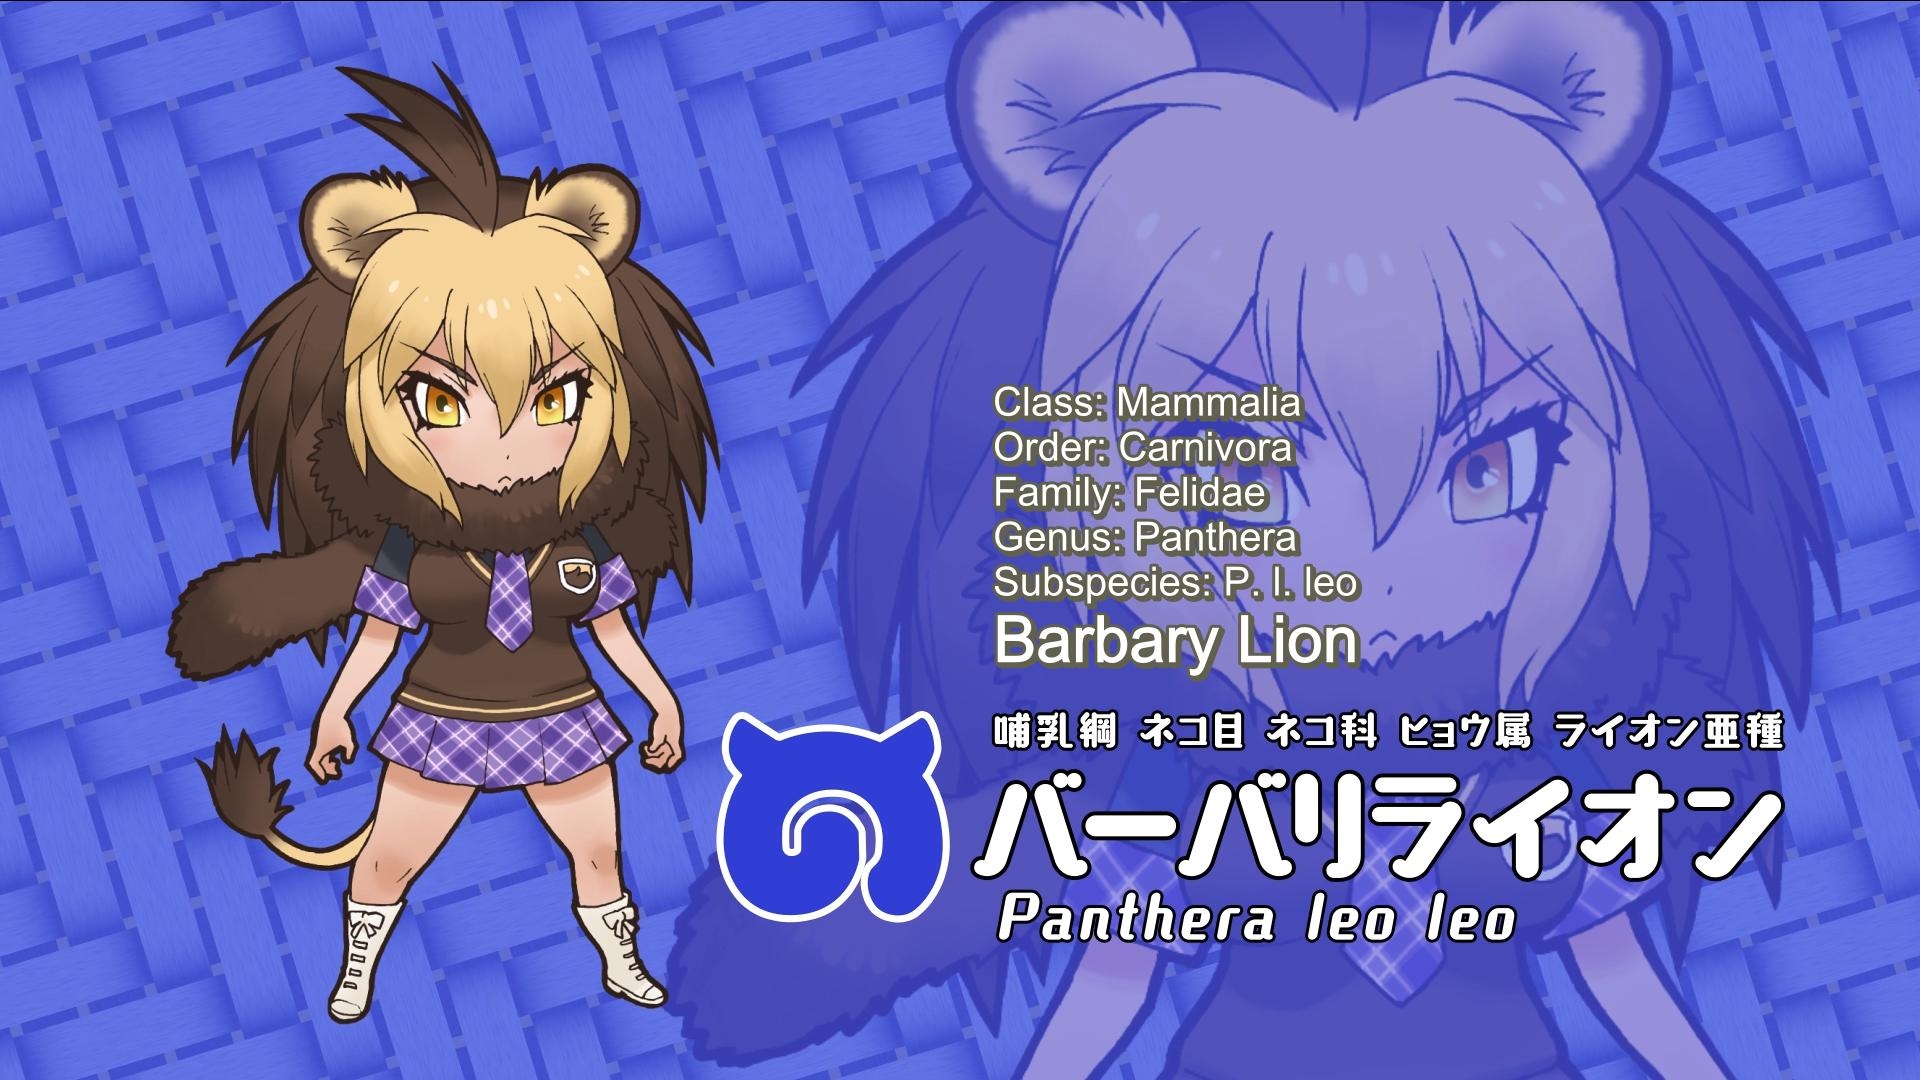 Class: Mammalia
Order: Carnivora
Family: Felidae
Genus: Panthera
Subspecies: P. l. leo
Barbary Lion
哺乳綱 ネコ目 ネコ科 ヒョウ属 ライオン亜種
バーバリライオン
Panthera leo leo